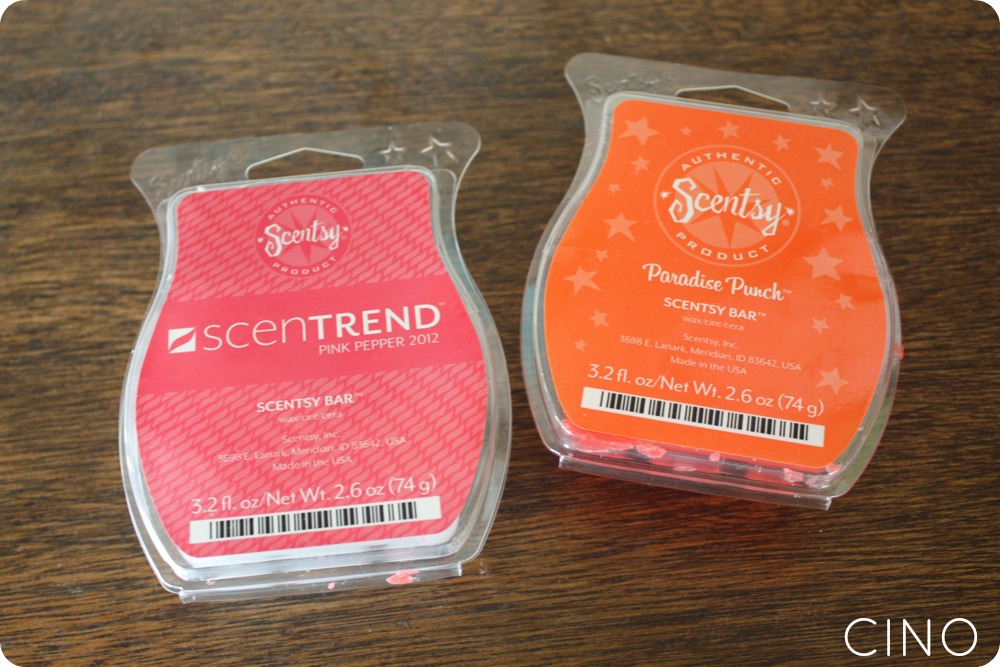 AUTHENTIC
Scentsy
PRODUCT
scenTREND™
PINK PEPPER 2012
SCENTSY BAR™
wax/cire/cera
Scentsy, Inc.
3698 E. Lanark, Meridian, ID 83642, USA
Made in the USA
3.2 fl. oz/Net Wt. 2.6 oz (74 g)
AUTHENTIC
Scentsy®
PRODUCT
Paradise Punch™
SCENTSY BAR™
wax/cire/cera
Scentsy, Inc.
3698 E. Lanark, Meridian, ID 83642, USA
Made in the USA
3.2 fl. oz/Net Wt. 2.6 oz (74 g)
CINO